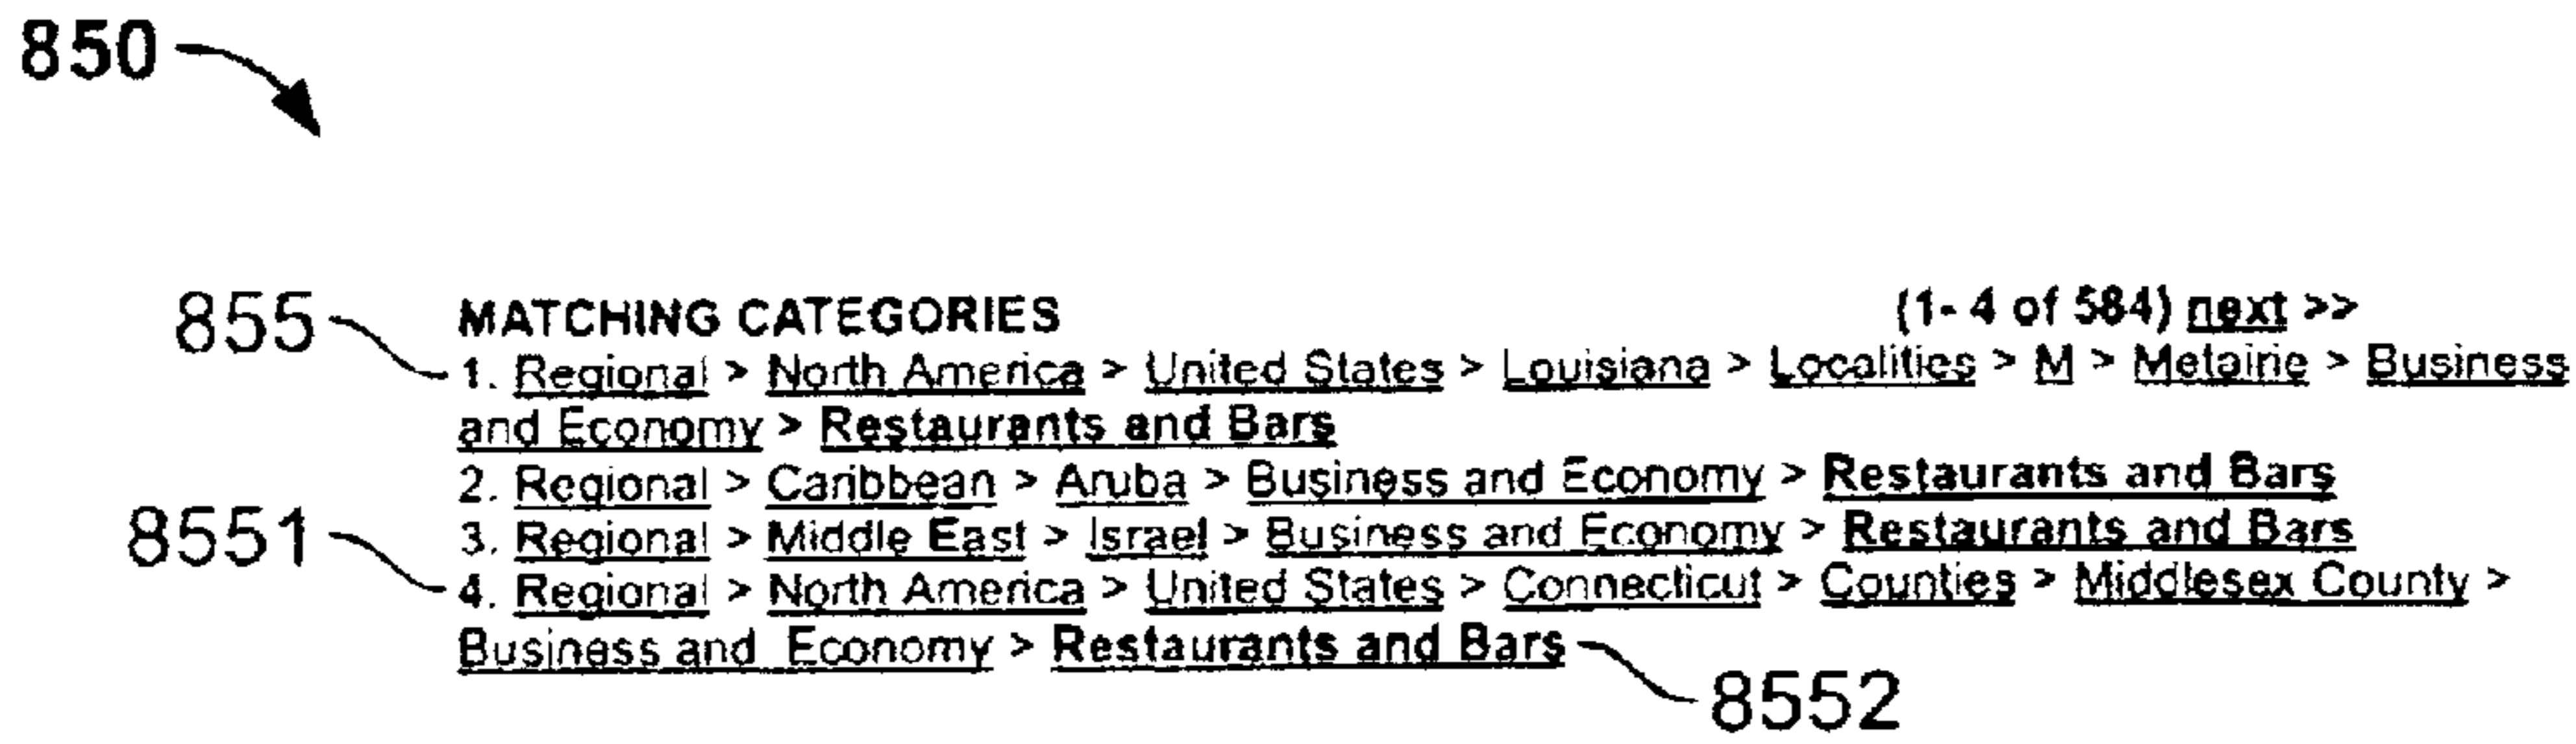 850
855 MATCHING CATEGORIES (1- 4 of 584) next >>
1. Regional > North America > United States > Louisiana > Localities > M > Metairie > Business
and Economy > Restaurants and Bars
2. Regional > Caribbean > Aruba > Business and Economy > Restaurants and Bars
8551 3. Regional > Middle East > Israel > Business and Economy > Restaurants and Bars
4. Regional > North America > United States > Connecticut > Counties > Middlesex County >
Business and Economy > Restaurants and Bars
8552